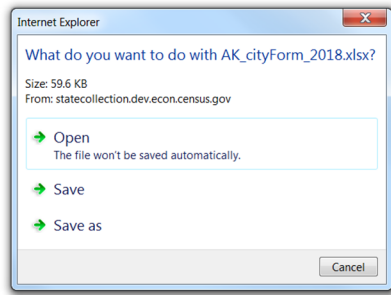 Internet Explorer
What do you want to do with AK_cityForm_2018.xlsx?
Size: 59.6 KB
From: statecollection.dev.econ.census.gov
Open
The file won't be saved automatically.
Save
Save as
Cancel